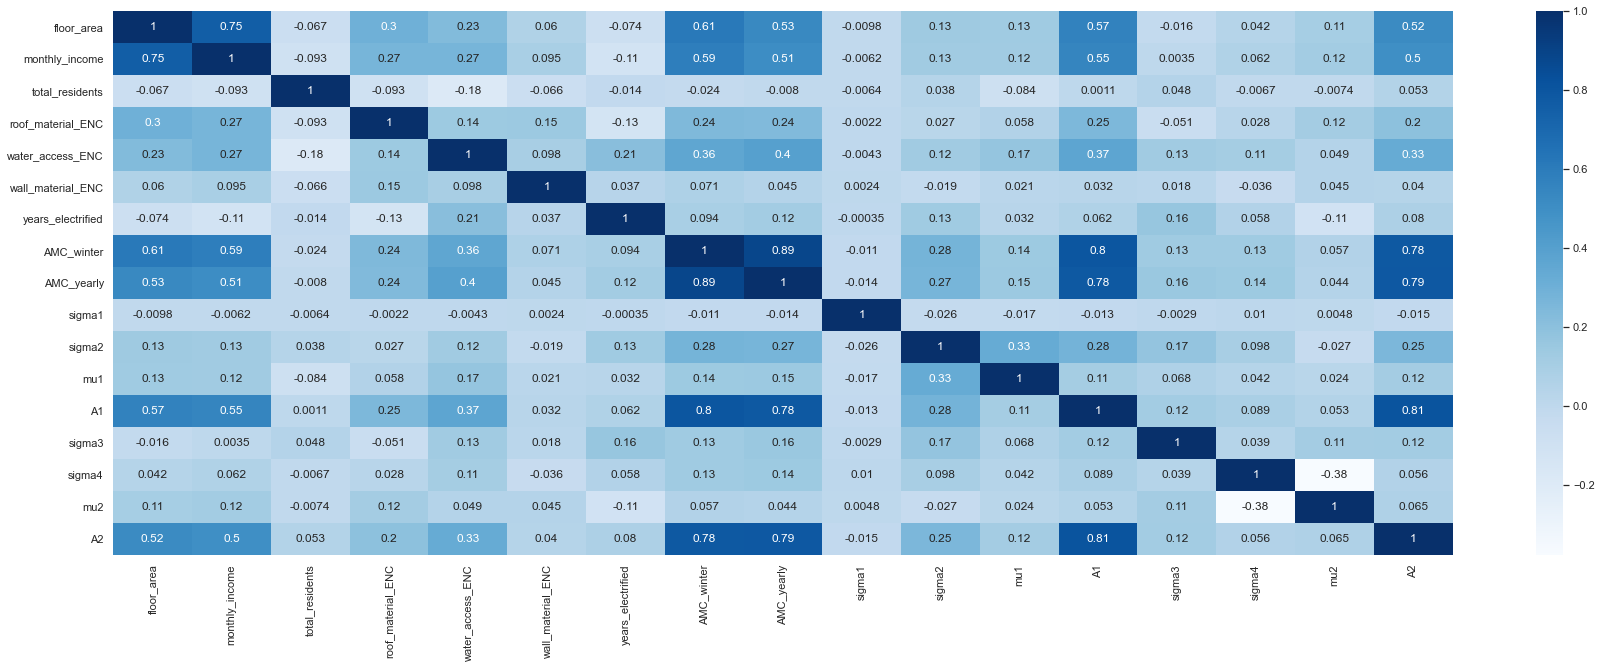 floor_area 1 0.75 -0.067 0.3 0.23 0.06 -0.074 0.61 0.53 -0.0098 0.13 0.13 0.57 -0.016 0.042 0.11 0.52
monthly_income 0.75 1 -0.093 0.27 0.27 0.095 -0.11 0.59 0.51 -0.0062 0.13 0.12 0.55 0.0035 0.062 0.12 0.5
total_residents -0.067 -0.093 1 -0.093 -0.18 -0.066 -0.014 -0.024 -0.008 -0.0064 0.038 -0.084 0.0011 0.048 -0.0067 -0.0074 0.053
roof_material_ENC 0.3 0.27 -0.093 1 0.14 0.15 -0.13 0.24 0.24 -0.0022 0.027 0.058 0.25 -0.051 0.028 0.12 0.2
water_access_ENC 0.23 0.27 -0.18 0.14 1 0.098 0.21 0.36 0.4 -0.0043 0.12 0.17 0.37 0.13 0.11 0.049 0.33
wall_material_ENC 0.06 0.095 -0.066 0.15 0.098 1 0.037 0.071 0.045 0.0024 -0.019 0.021 0.032 0.018 -0.036 0.045 0.04
years_electrified -0.074 -0.11 -0.014 -0.13 0.21 0.037 1 0.094 0.12 -0.00035 0.13 0.032 0.062 0.16 0.058 -0.11 0.08
AMC_winter 0.61 0.59 -0.024 0.24 0.36 0.071 0.094 1 0.89 -0.011 0.28 0.14 0.8 0.13 0.13 0.057 0.78
AMC_yearly 0.53 0.51 -0.008 0.24 0.4 0.045 0.12 0.89 1 -0.014 0.27 0.15 0.78 0.16 0.14 0.044 0.79
sigma1 -0.0098 -0.0062 -0.0064 -0.0022 -0.0043 0.0024 -0.00035 -0.011 -0.014 1 -0.026 -0.017 -0.013 -0.0029 0.01 0.0048 -0.015
sigma2 0.13 0.13 0.038 0.027 0.12 -0.019 0.13 0.28 0.27 -0.026 1 0.33 0.28 0.17 0.098 -0.027 0.25
mu1 0.13 0.12 -0.084 0.058 0.17 0.021 0.032 0.14 0.15 -0.017 0.33 1 0.11 0.068 0.042 0.024 0.12
A1 0.57 0.55 0.0011 0.25 0.37 0.032 0.062 0.8 0.78 -0.013 0.28 0.11 1 0.12 0.089 0.053 0.81
sigma3 -0.016 0.0035 0.048 -0.051 0.13 0.018 0.16 0.13 0.16 -0.0029 0.17 0.068 0.12 1 0.039 0.11 0.12
sigma4 0.042 0.062 -0.0067 0.028 0.11 -0.036 0.058 0.13 0.14 0.01 0.098 0.042 0.089 0.039 1 -0.38 0.056
mu2 0.11 0.12 -0.0074 0.12 0.049 0.045 -0.11 0.057 0.044 0.0048 -0.027 0.024 0.053 0.11 -0.38 1 0.065
A2 0.52 0.5 0.053 0.2 0.33 0.04 0.08 0.78 0.79 -0.015 0.25 0.12 0.81 0.12 0.056 0.065 1
floor_area monthly_income total_residents roof_material_ENC water_access_ENC wall_material_ENC years_electrified AMC_winter AMC_yearly sigma1 sigma2 mu1 A1 sigma3 sigma4 mu2 A2
1.0
0.8
0.6
0.4
0.2
0.0
−0.2